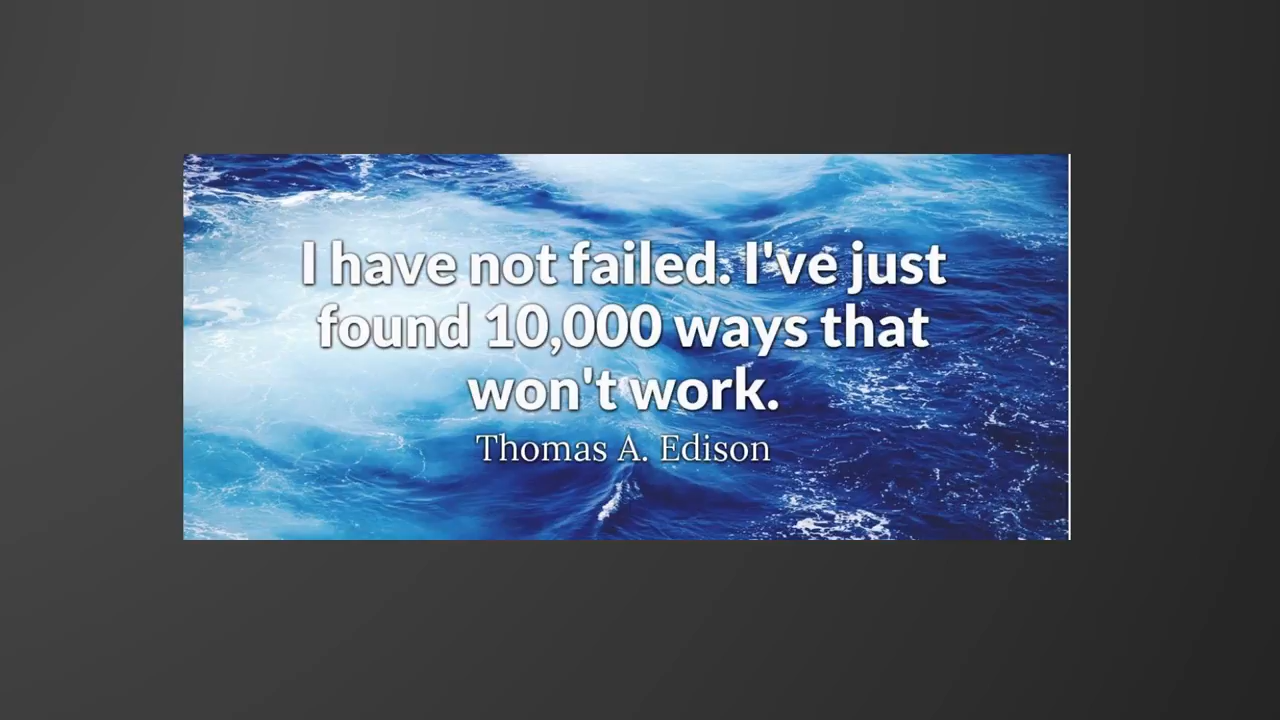 I have not failed. I've just
found 10,000 ways that
won't work.
Thomas A. Edison